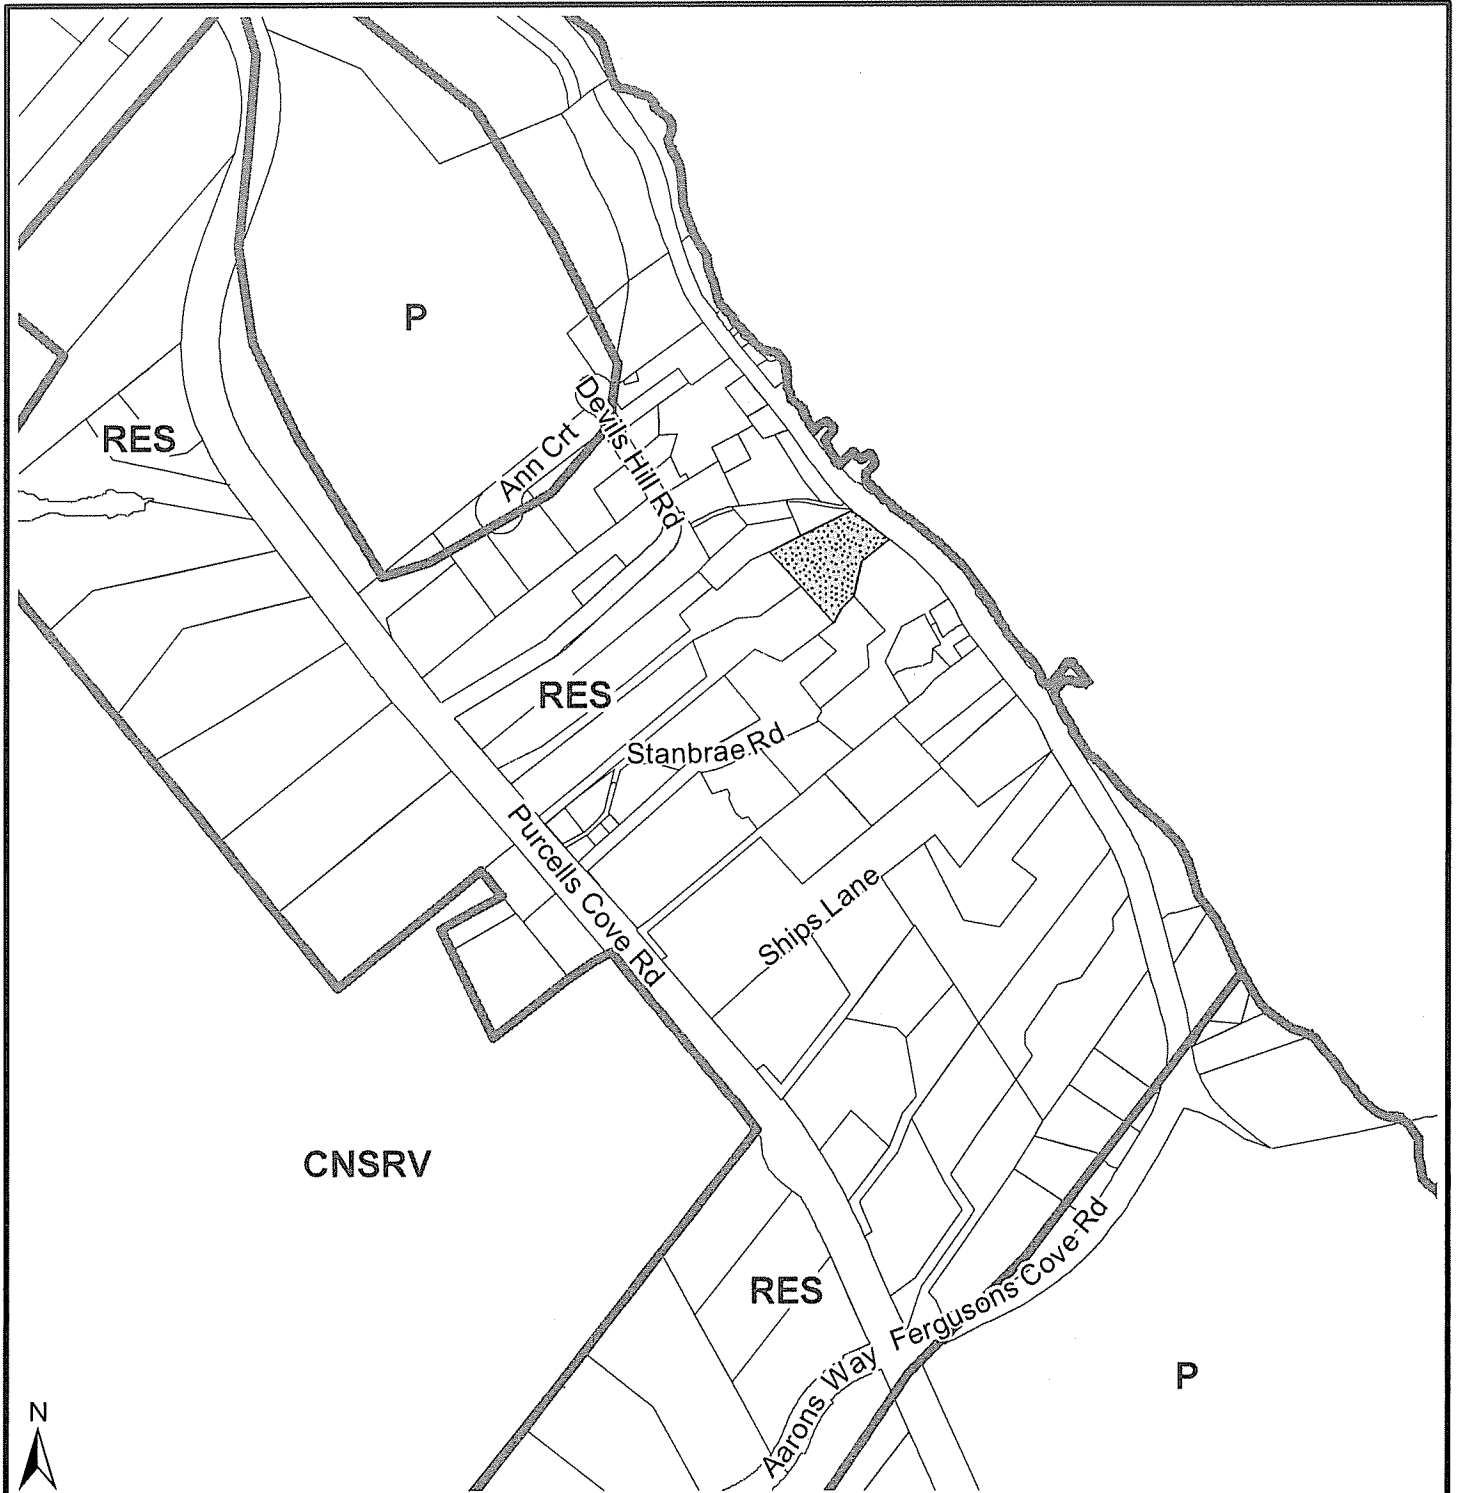 P
Devils Hill Rd
RES
Ann Crt
RES
Stanbrae Rd
Purcells Cove Rd
Ships Lane
CNSRV
Fergusons Cove Rd
RES
Aarons Way
P
N